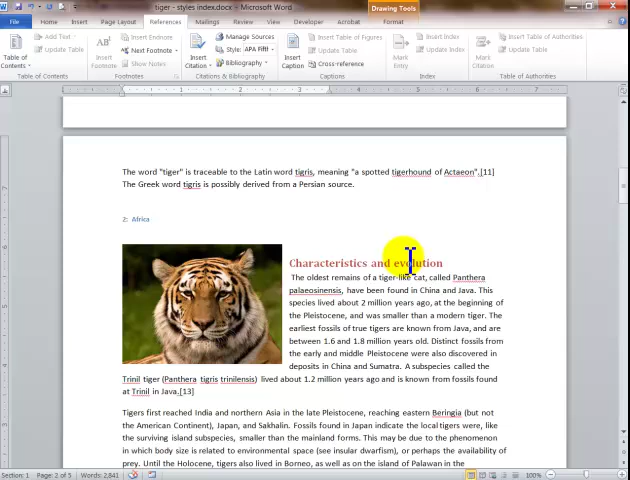 tiger - styles index.docx - Microsoft Word
Drawing Tools
File Home Insert Page Layout References Mailings Review View Developer Acrobat Format
Table of Contents
Add Text
Update Table
Table of Contents
AB
Insert Footnote
Insert Endnote
Next Footnote
Show Notes
Footnotes
Insert Citation
Manage Sources
Style: APA Fift
Bibliography
Citations & Bibliography
Insert Caption
Insert Table of Figures
Update Table
Cross-reference
Captions
Mark Entry
Insert Index
Update Index
Index
Mark Citation
Insert Table of Authorities
Update Table
Table of Authorities
The word "tiger" is traceable to the Latin word tigris, meaning "a spotted tigerhound of Actaeon".[11]
The Greek word tigris is possibly derived from a Persian source.
2: Africa
Characteristics and evolution
The oldest remains of a tiger-like cat, called Panthera
palaeosinensis, have been found in China and Java. This
species lived about 2 million years ago, at the beginning of
the Pleistocene, and was smaller than a modern tiger. The
earliest fossils of true tigers are known from Java, and are
between 1.6 and 1.8 million years old. Distinct fossils from
the early and middle Pleistocene were also discovered in
deposits in China and Sumatra. A subspecies called the
Trinil tiger (Panthera tigris trinilensis) lived about 1.2 million years ago and is known from fossils found
at Trinil in Java.[13]
Tigers first reached India and northern Asia in the late Pleistocene, reaching eastern Beringia (but not
the American Continent), Japan, and Sakhalin. Fossils found in Japan indicate the local tigers were, like
the surviving island subspecies, smaller than the mainland forms. This may be due to the phenomenon
in which body size is related to environmental space (see insular dwarfism), or perhaps the availability of
prey. Until the Holocene, tigers also lived in Borneo, as well as on the island of Palawan in the
Section: 1 Page: 2 of 5 Words: 2,841 100%